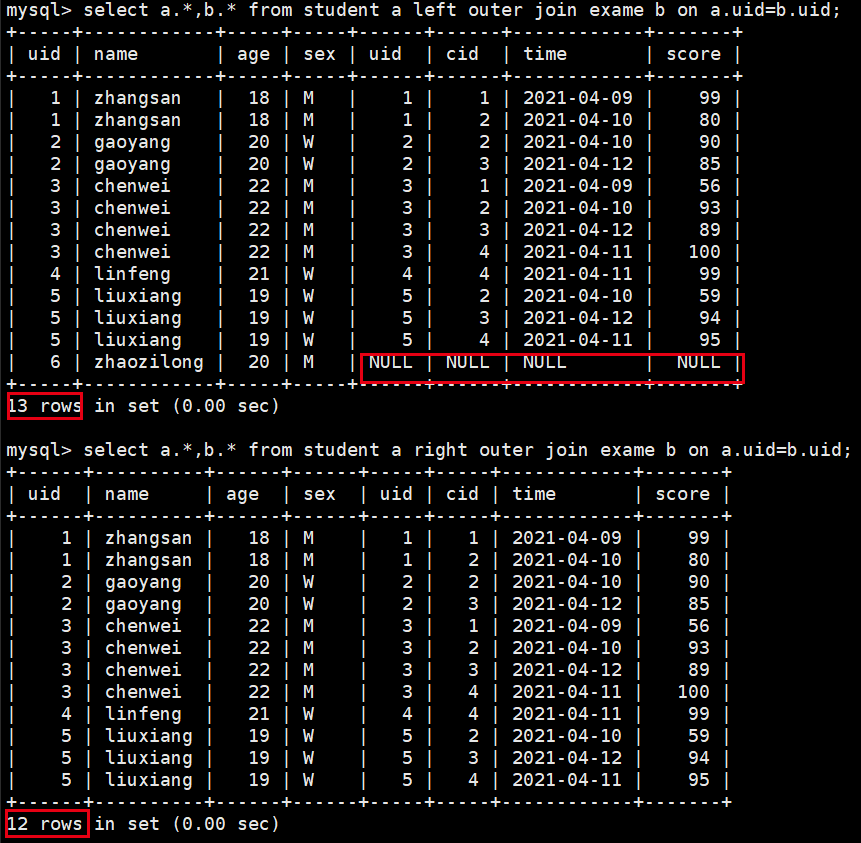 mysql> select a.*,b.* from student a left outer join exame b on a.uid=b.uid;
+-----+------------+-----+-----+------+------+------------+-------+
| uid | name       | age | sex | uid  | cid  | time       | score |
+-----+------------+-----+-----+------+------+------------+-------+
|   1 | zhangsan   |  18 | M   |    1 |    1 | 2021-04-09 |    99 |
|   1 | zhangsan   |  18 | M   |    1 |    2 | 2021-04-10 |    80 |
|   2 | gaoyang    |  20 | W   |    2 |    2 | 2021-04-10 |    90 |
|   2 | gaoyang    |  20 | W   |    2 |    3 | 2021-04-12 |    85 |
|   3 | chenwei    |  22 | M   |    3 |    1 | 2021-04-09 |    56 |
|   3 | chenwei    |  22 | M   |    3 |    2 | 2021-04-10 |    93 |
|   3 | chenwei    |  22 | M   |    3 |    3 | 2021-04-12 |    89 |
|   3 | chenwei    |  22 | M   |    3 |    4 | 2021-04-11 |   100 |
|   4 | linfeng    |  21 | W   |    4 |    4 | 2021-04-11 |    99 |
|   5 | liuxiang   |  19 | W   |    5 |    2 | 2021-04-10 |    59 |
|   5 | liuxiang   |  19 | W   |    5 |    3 | 2021-04-12 |    94 |
|   5 | liuxiang   |  19 | W   |    5 |    4 | 2021-04-11 |    95 |
|   6 | zhaozilong |  20 | M   | NULL | NULL | NULL       |  NULL |
+-----+------------+-----+-----+------+------+------------+-------+
13 rows in set (0.00 sec)
mysql> select a.*,b.* from student a right outer join exame b on a.uid=b.uid;
+------+----------+------+------+-----+-----+------------+-------+
| uid  | name     | age  | sex  | uid | cid | time       | score |
+------+----------+------+------+-----+-----+------------+-------+
|    1 | zhangsan |   18 | M    |   1 |   1 | 2021-04-09 |    99 |
|    1 | zhangsan |   18 | M    |   1 |   2 | 2021-04-10 |    80 |
|    2 | gaoyang  |   20 | W    |   2 |   2 | 2021-04-10 |    90 |
|    2 | gaoyang  |   20 | W    |   2 |   3 | 2021-04-12 |    85 |
|    3 | chenwei  |   22 | M    |   3 |   1 | 2021-04-09 |    56 |
|    3 | chenwei  |   22 | M    |   3 |   2 | 2021-04-10 |    93 |
|    3 | chenwei  |   22 | M    |   3 |   3 | 2021-04-12 |    89 |
|    3 | chenwei  |   22 | M    |   3 |   4 | 2021-04-11 |   100 |
|    4 | linfeng  |   21 | W    |   4 |   4 | 2021-04-11 |    99 |
|    5 | liuxiang |   19 | W    |   5 |   2 | 2021-04-10 |    59 |
|    5 | liuxiang |   19 | W    |   5 |   3 | 2021-04-12 |    94 |
|    5 | liuxiang |   19 | W    |   5 |   4 | 2021-04-11 |    95 |
+------+----------+------+------+-----+-----+------------+-------+
12 rows in set (0.00 sec)